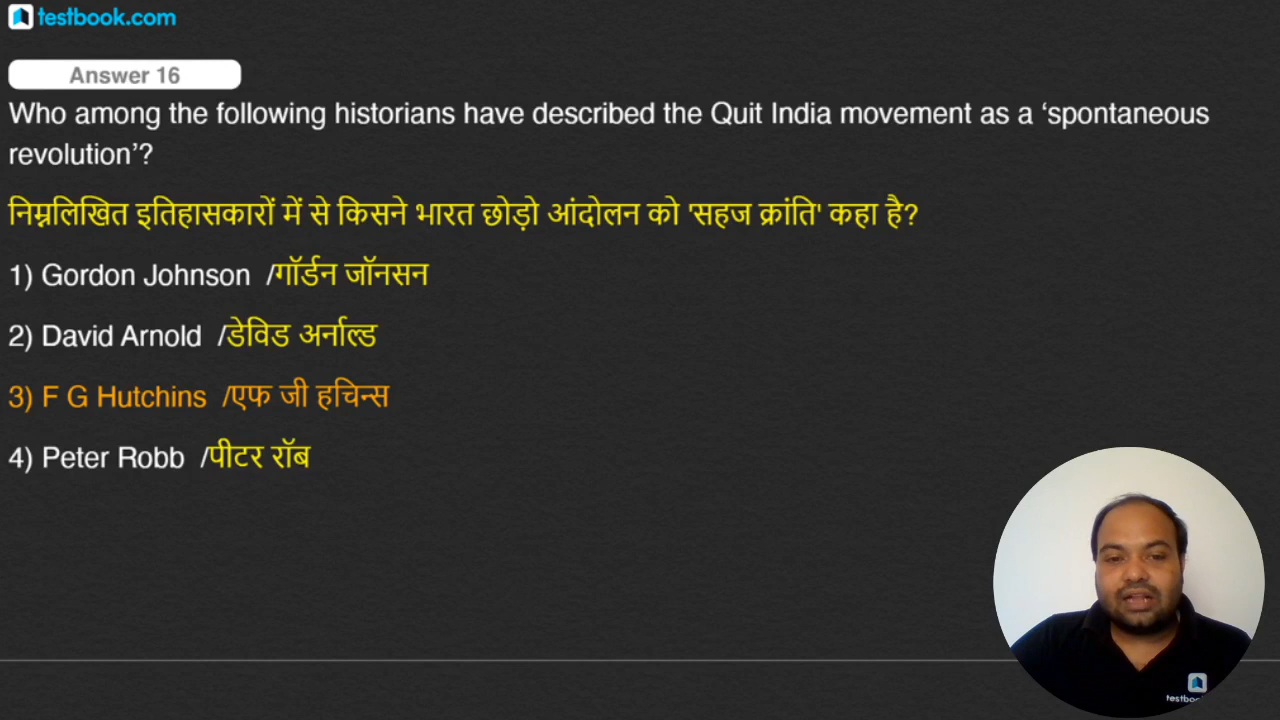 testbook.com
Answer 16
Who among the following historians have described the Quit India movement as a ‘spontaneous
revolution’?
निम्नलिखित इतिहासकारों में से किसने भारत छोड़ो आंदोलन को 'सहज क्रांति' कहा है?
1) Gordon Johnson /गॉर्डन जॉनसन
2) David Arnold /डेविड अर्नाल्ड
3) F G Hutchins /एफ जी हचिन्स
4) Peter Robb /पीटर रॉब